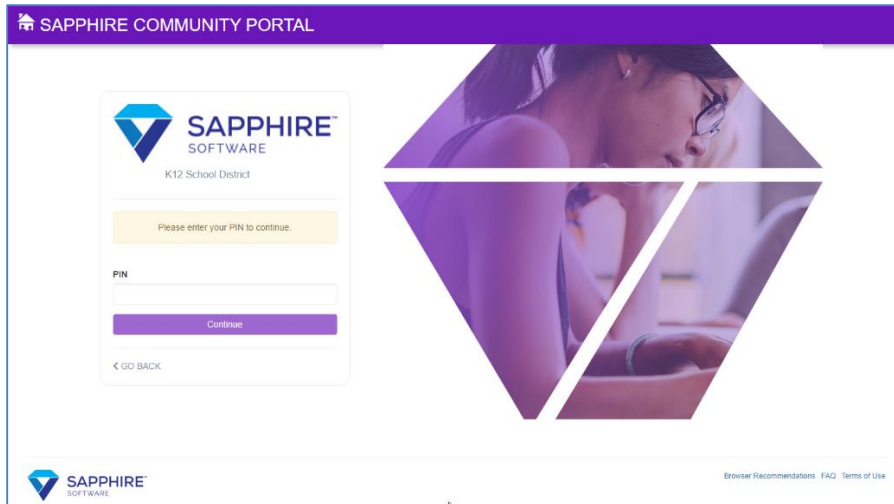 SAPPHIRE COMMUNITY PORTAL
SAPPHIRE™
SOFTWARE
K12 School District
Please enter your PIN to continue.
PIN
Continue
GO BACK
SAPPHIRE™
SOFTWARE
Browser Recommendations FAQ Terms of Use